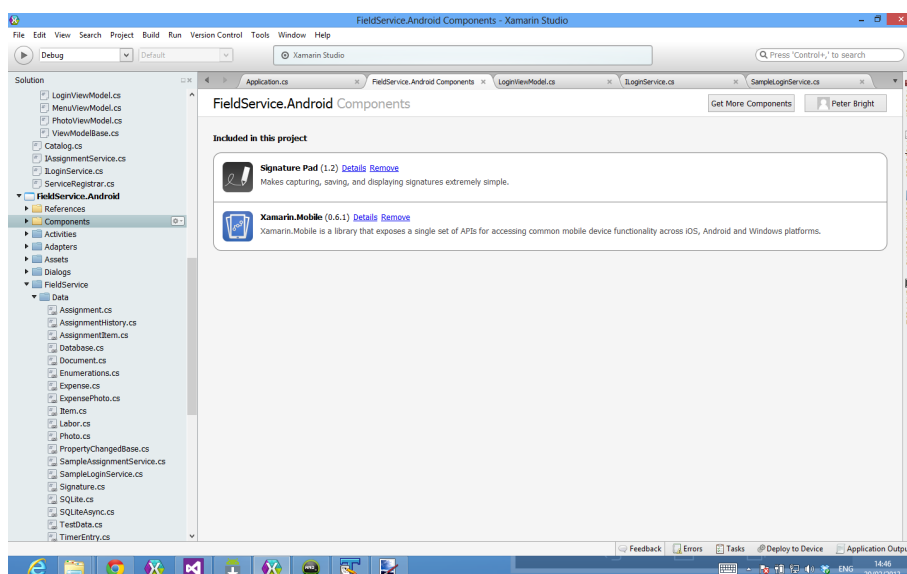 FieldService.Android Components - Xamarin Studio
File Edit View Search Project Build Run Version Control Tools Window Help
Debug Default Xamarin Studio Press 'Control+,' to search
Solution
Application.cs FieldService.Android Components LoginViewModel.cs ILoginService.cs SampleLoginService.cs
LoginViewModel.cs
MenuViewModel.cs
PhotoViewModel.cs
ViewModelBase.cs
Catalog.cs
IAssignmentService.cs
ILoginService.cs
ServiceRegistrar.cs
FieldService.Android
References
Components
Activities
Adapters
Assets
Dialogs
FieldService
Data
Assignment.cs
AssignmentHistory.cs
AssignmentItem.cs
Database.cs
Document.cs
Enumerations.cs
Expense.cs
ExpensePhoto.cs
Item.cs
Labor.cs
Photo.cs
PropertyChangedBase.cs
SampleAssignmentService.cs
SampleLoginService.cs
Signature.cs
SQLite.cs
SQLiteAsync.cs
TestData.cs
TimerEntry.cs
FieldService.Android Components
Get More Components Peter Bright
Included in this project
Signature Pad (1.2) Details Remove
Makes capturing, saving, and displaying signatures extremely simple.
Xamarin.Mobile (0.6.1) Details Remove
Xamarin.Mobile is a library that exposes a single set of APIs for accessing common mobile device functionality across iOS, Android and Windows platforms.
Feedback Errors Tasks Deploy to Device Application Outpu
ENG 14:46